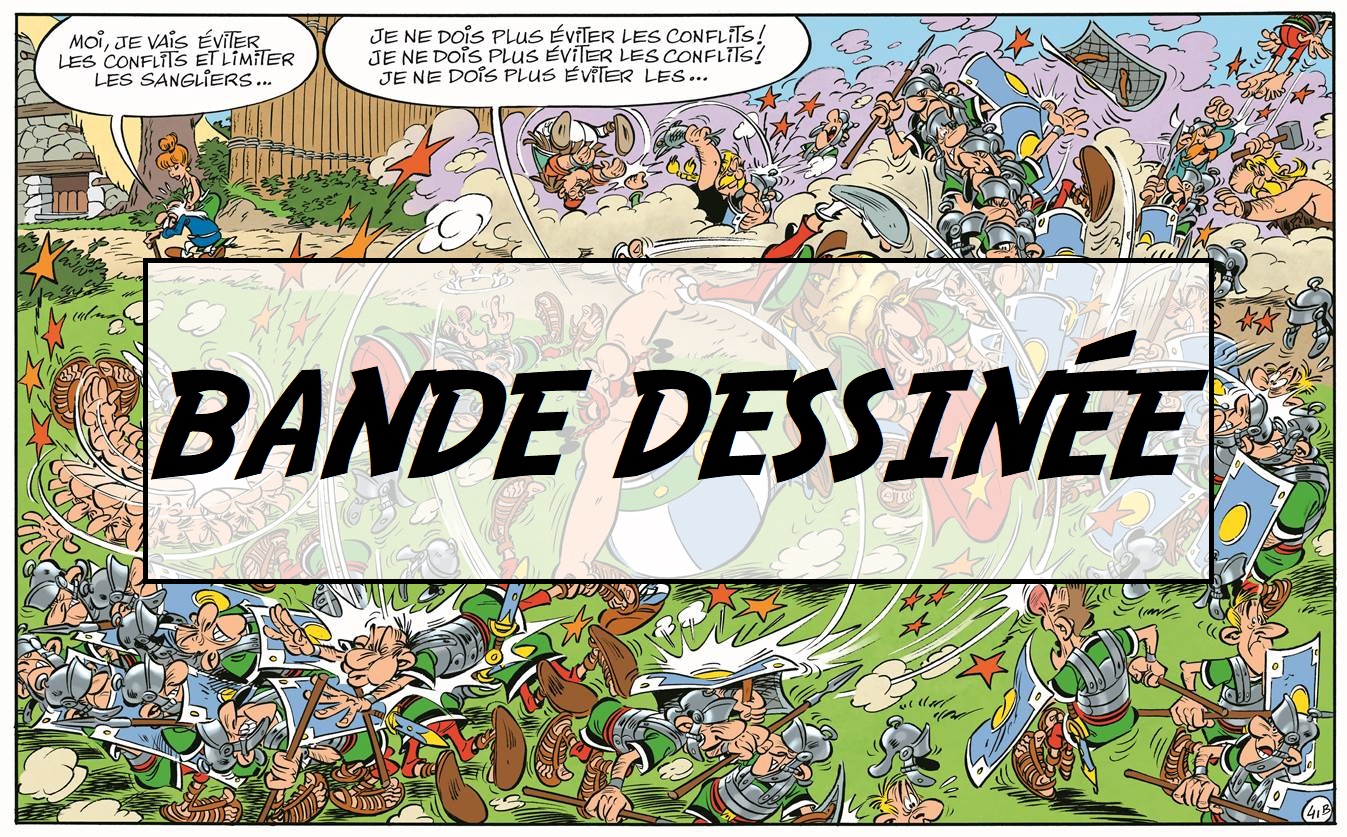 MOI, JE VAIS ÉVITER
LES CONFLITS ET LIMITER
LES SANGLIERS...
JE NE DOIS PLUS ÉVITER LES CONFLITS!
JE NE DOIS PLUS ÉVITER LES CONFLITS!
JE NE DOIS PLUS ÉVITER LES...
BANDE DESSINÉE
41B